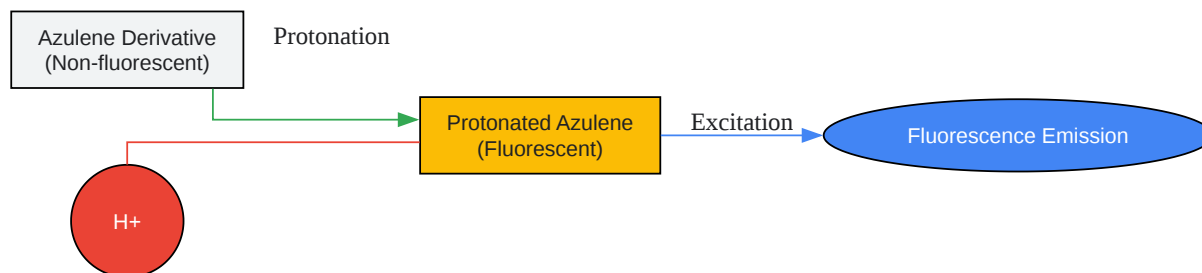 Azulene Derivative
(Non-fluorescent)
Protonation
Protonated Azulene
(Fluorescent)
Excitation
Fluorescence Emission
H+